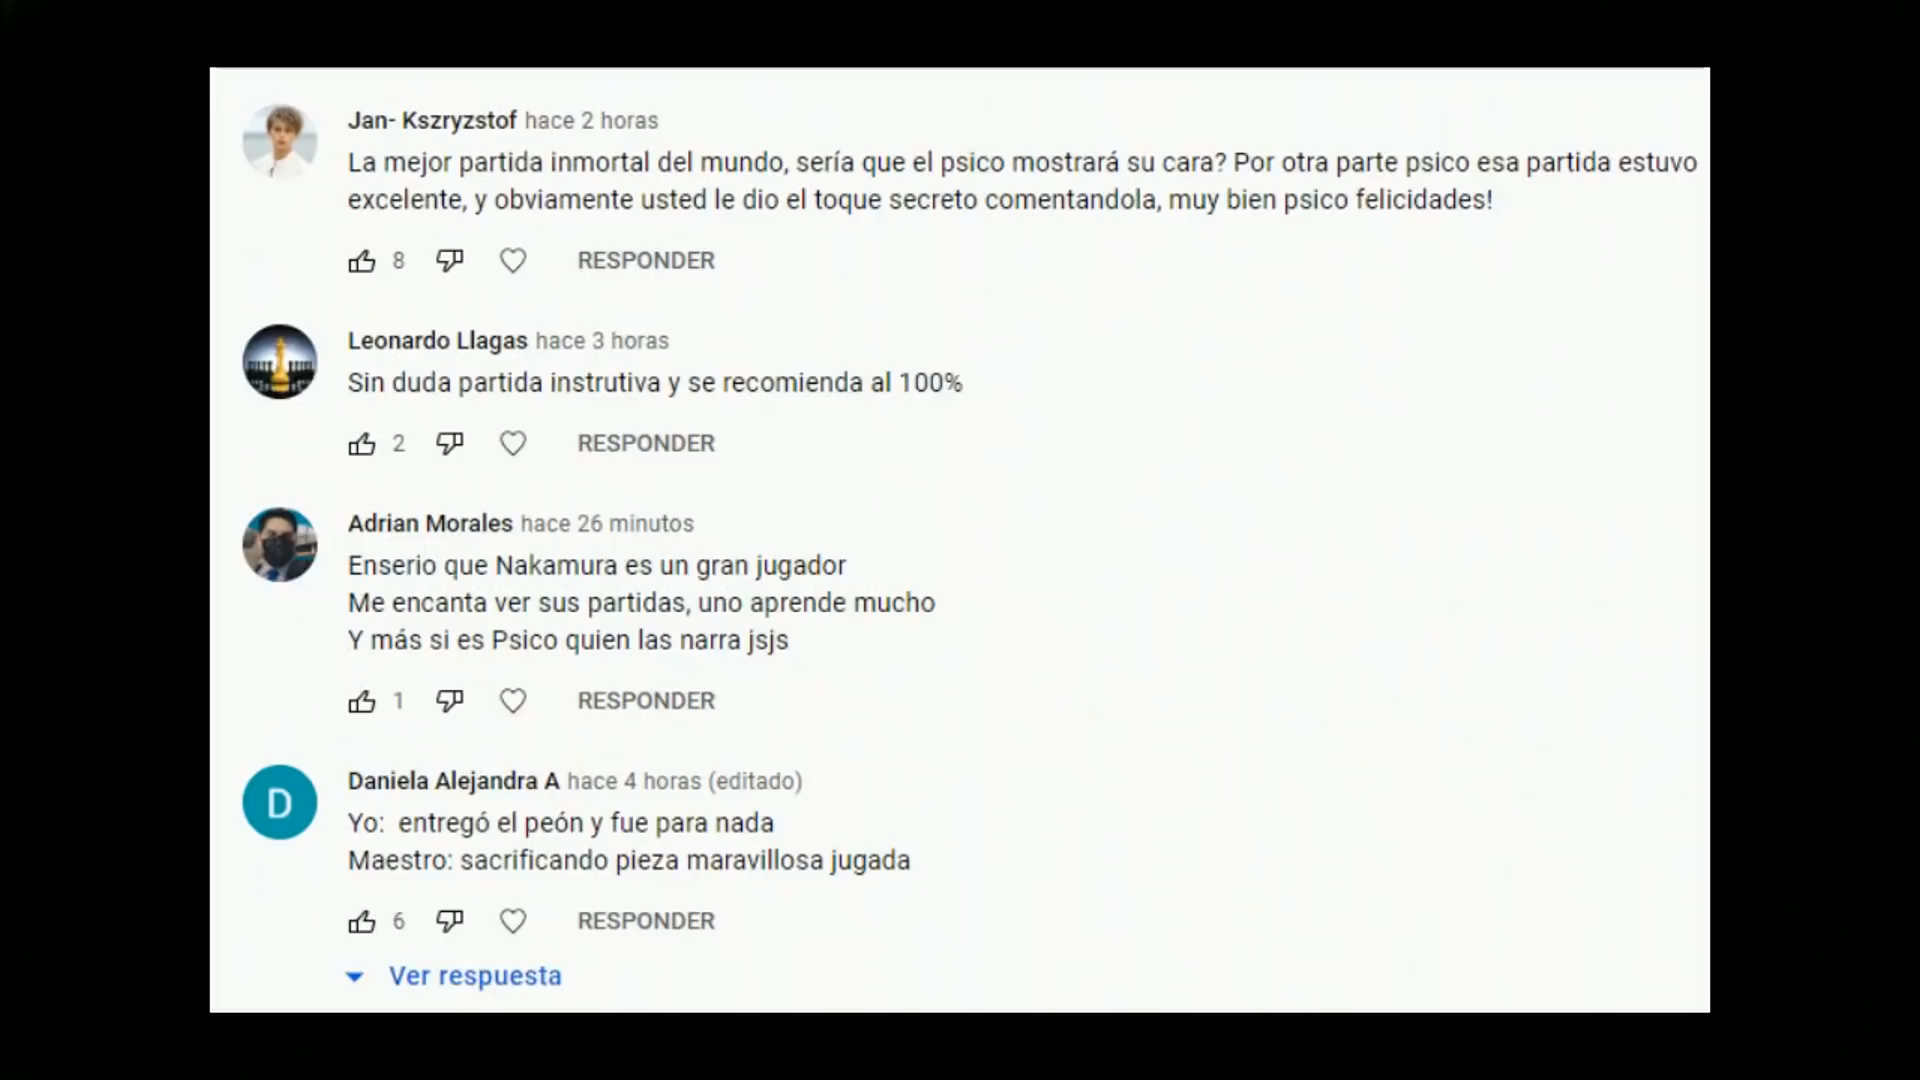 Jan- Kszryzstof hace 2 horas
La mejor partida inmortal del mundo, sería que el psico mostrará su cara? Por otra parte psico esa partida estuvo
excelente, y obviamente usted le dio el toque secreto comentandola, muy bien psico felicidades!
8 RESPONDER
Leonardo Llagas hace 3 horas
Sin duda partida instrutiva y se recomienda al 100%
2 RESPONDER
Adrian Morales hace 26 minutos
Enserio que Nakamura es un gran jugador
Me encanta ver sus partidas, uno aprende mucho
Y más si es Psico quien las narra jsjs
1 RESPONDER
D
Daniela Alejandra A hace 4 horas (editado)
Yo:  entregó el peón y fue para nada
Maestro: sacrificando pieza maravillosa jugada
6 RESPONDER
Ver respuesta